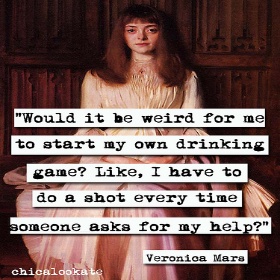 "Would it be weird for me
to start my own drinking
game? Like, I have to
do a shot every time
someone asks for my help?"
Veronica Mars
chicalookate